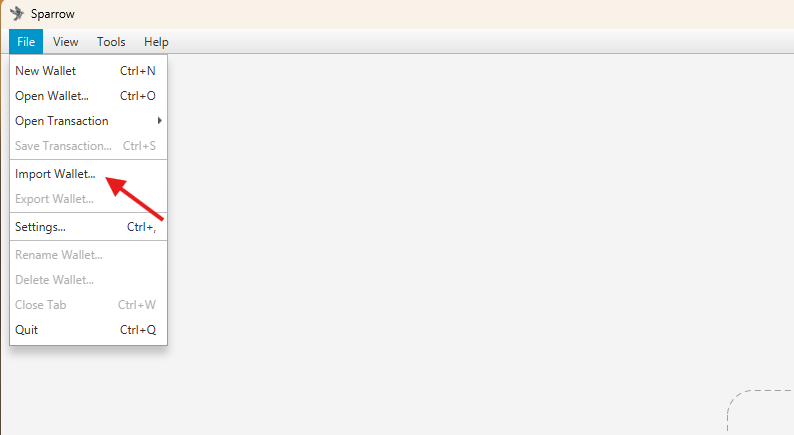 Sparrow
File View Tools Help
New Wallet Ctrl+N
Open Wallet... Ctrl+O
Open Transaction
Save Transaction... Ctrl+S
Import Wallet...
Export Wallet...
Settings... Ctrl+,
Rename Wallet...
Delete Wallet...
Close Tab Ctrl+W
Quit Ctrl+Q